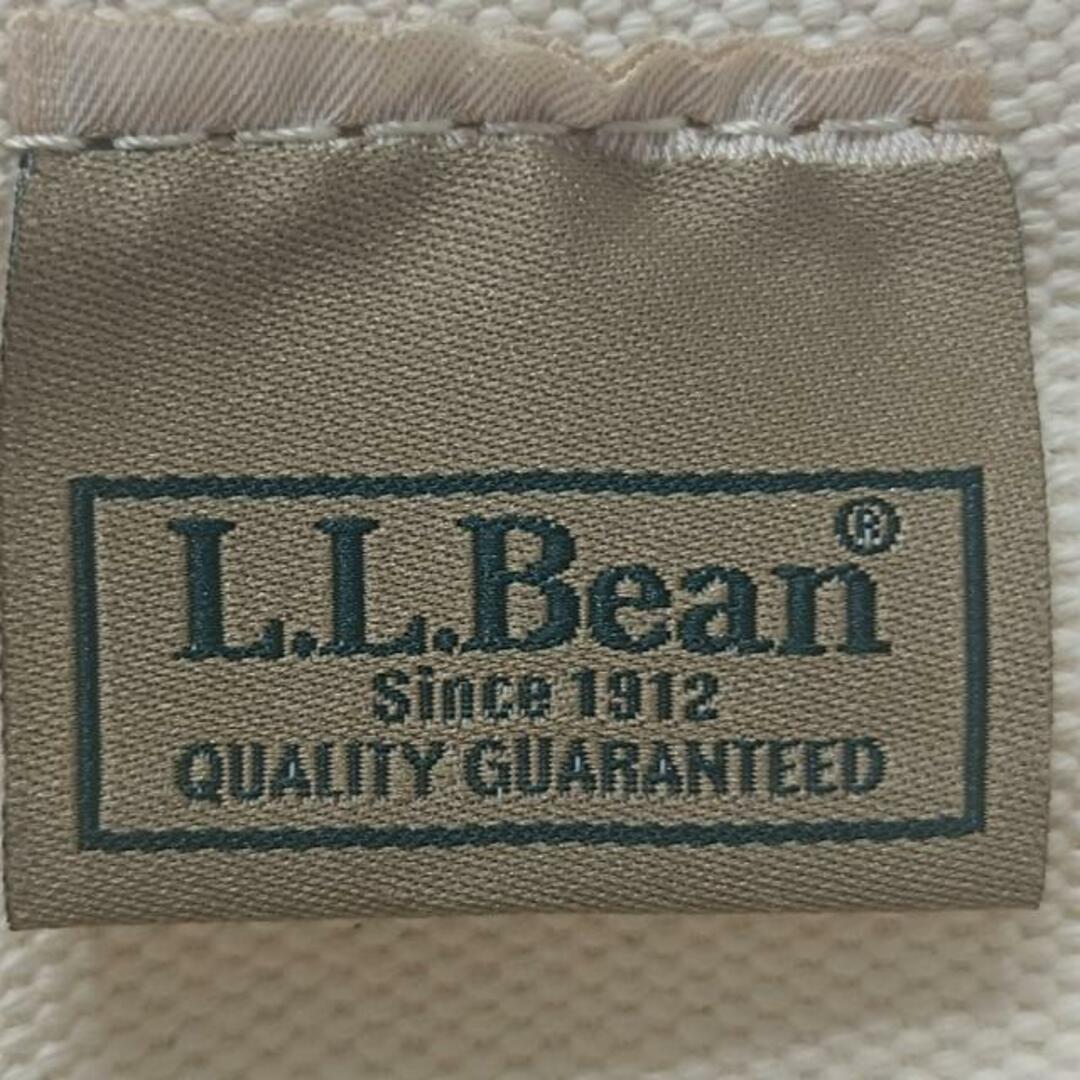 L.L.Bean®
Since 1912
QUALITY GUARANTEED